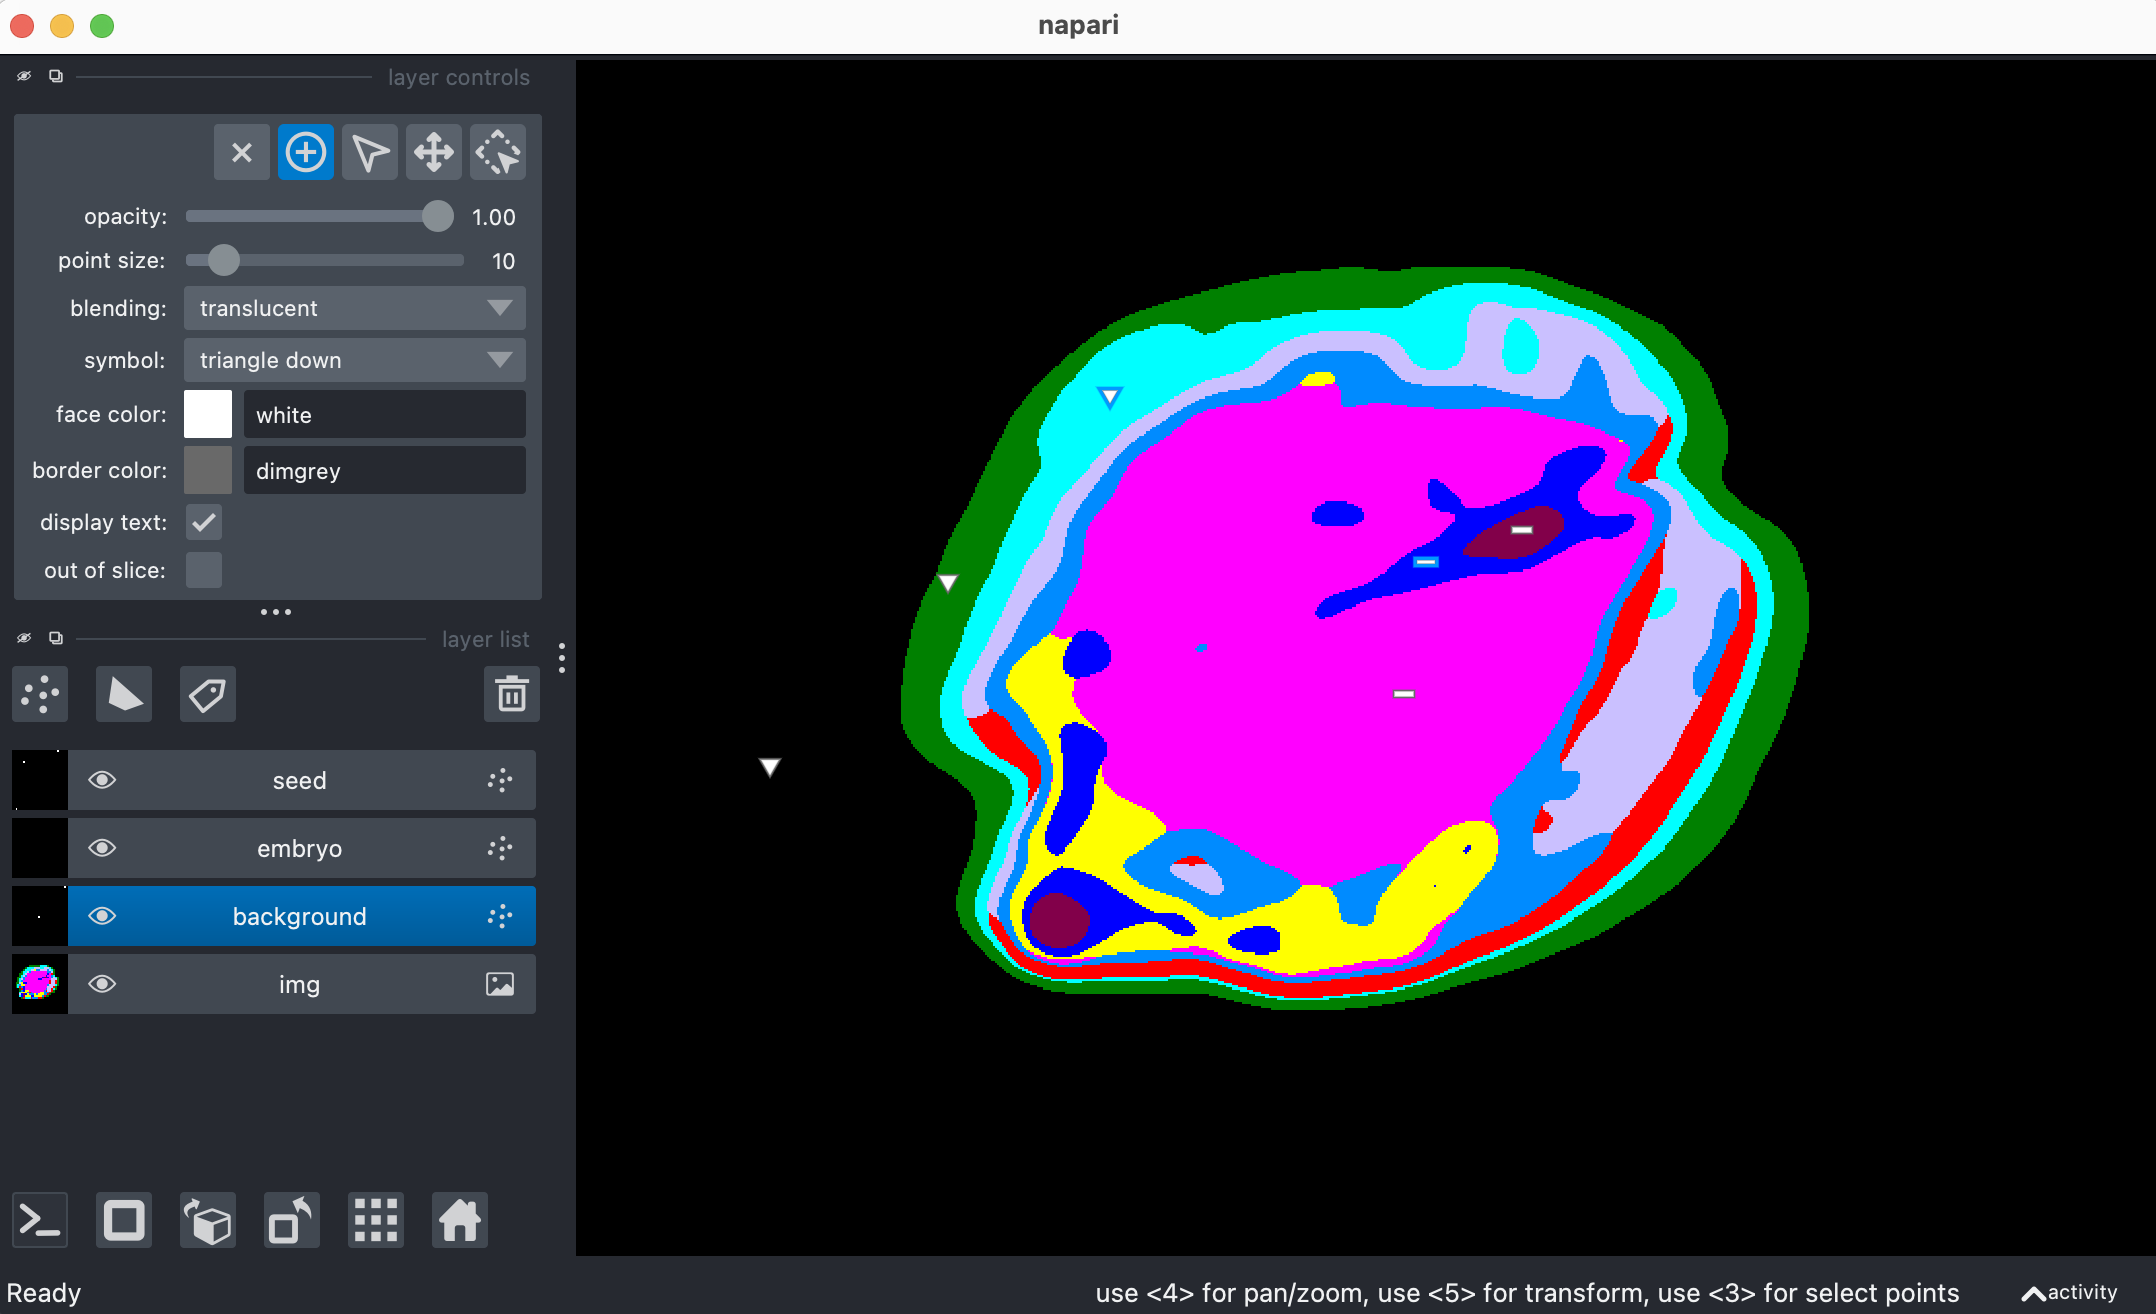 napari
layer controls
opacity: 1.00
point size: 10
blending: translucent
symbol: triangle down
face color: white
border color: dimgrey
display text:
out of slice:
layer list
seed
embryo
background
img
Ready
use <4> for pan/zoom, use <5> for transform, use <3> for select points
activity